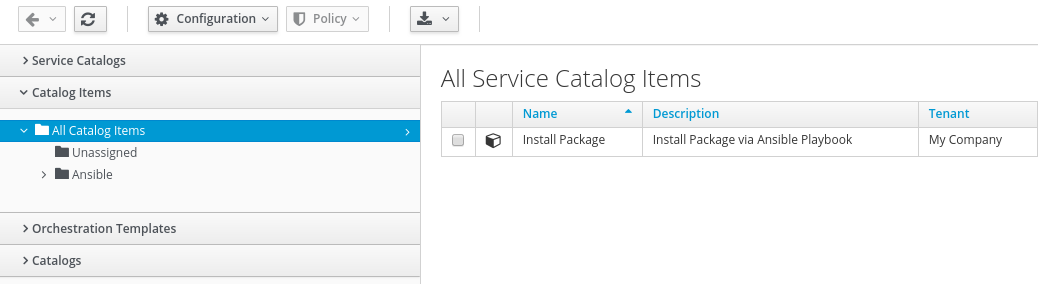 Configuration Policy
Service Catalogs
Catalog Items
All Catalog Items
Unassigned
Ansible
Orchestration Templates
Catalogs
All Service Catalog Items
Name Description Tenant
Install Package Install Package via Ansible Playbook My Company